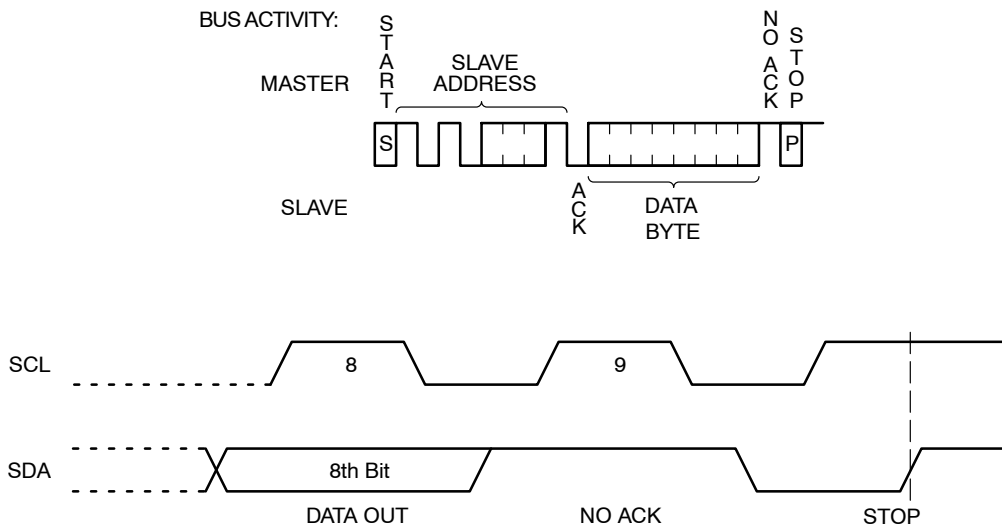 BUS ACTIVITY:
START
NO ACK
STOP
MASTER
SLAVE
ADDRESS
S
P
SLAVE
ACK
DATA
BYTE
SCL
8
9
SDA
8th Bit
DATA OUT
NO ACK
STOP